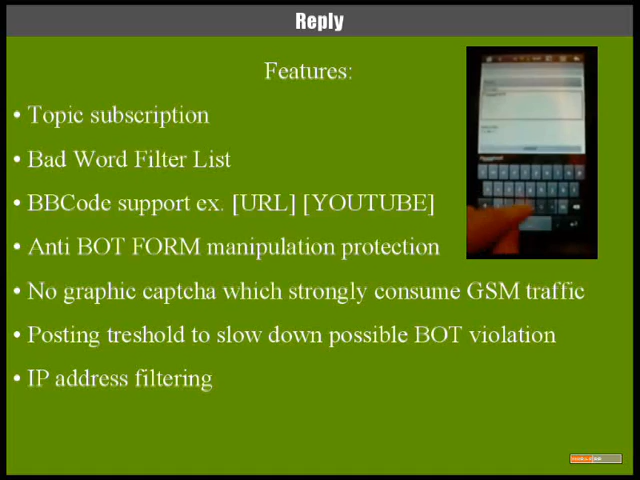 Reply
Features:
• Topic subscription
• Bad Word Filter List
• BBCode support ex. [URL] [YOUTUBE]
• Anti BOT FORM manipulation protection
• No graphic captcha which strongly consume GSM traffic
• Posting treshold to slow down possible BOT violation
• IP address filtering